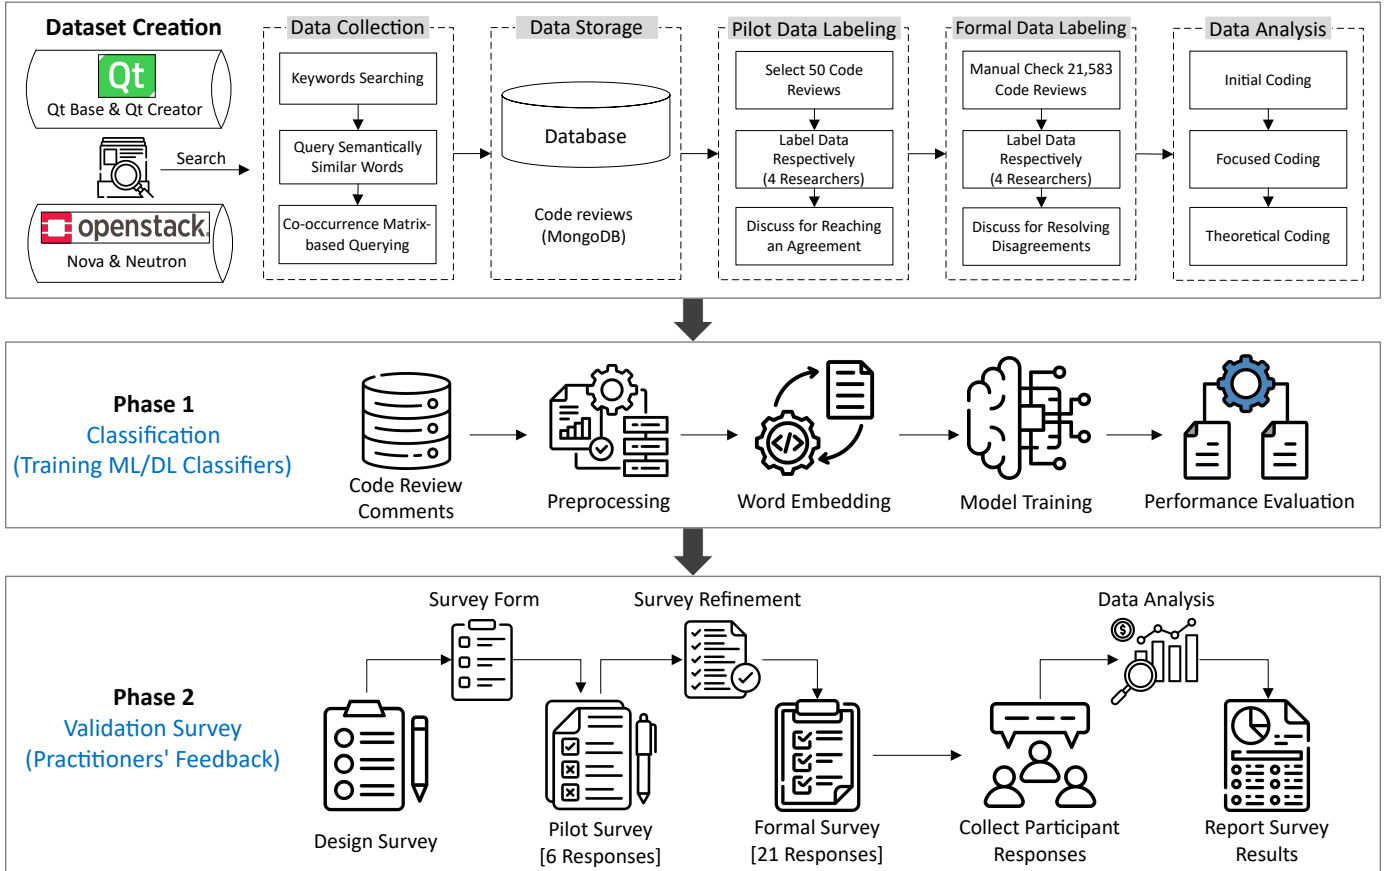 Dataset Creation
Qt
Qt Base & Qt Creator
Search
openstack.
Nova & Neutron
Data Collection
Keywords Searching
Query Semantically
Similar Words
Co-occurrence Matrix-
based Querying
Data Storage
Database
Code reviews
(MongoDB)
Pilot Data Labeling
Select 50 Code
Reviews
Label Data
Respectively
(4 Researchers)
Discuss for Reaching
an Agreement
Formal Data Labeling
Manual Check 21,583
Code Reviews
Label Data
Respectively
(4 Researchers)
Discuss for Resolving
Disagreements
Data Analysis
Initial Coding
Focused Coding
Theoretical Coding
Phase 1
Classification
(Training ML/DL Classifiers)
Code Review
Comments
Preprocessing
</>
Word Embedding
Model Training
Performance Evaluation
Phase 2
Validation Survey
(Practitioners' Feedback)
Design Survey
Survey Form
Pilot Survey
[6 Responses]
Survey Refinement
Formal Survey
[21 Responses]
Collect Participant
Responses
Data Analysis
$
Report Survey
Results